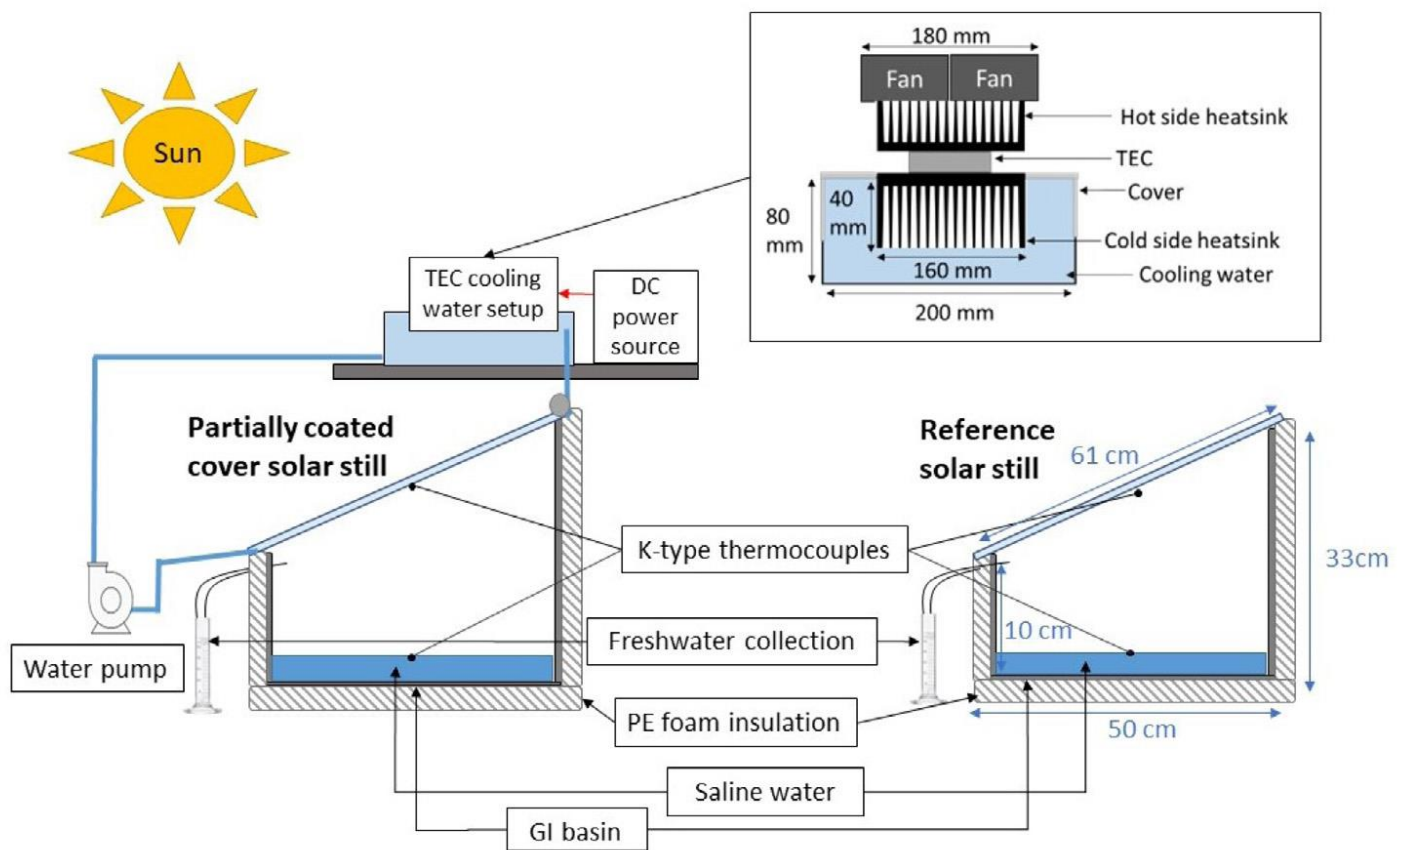 180 mm
Fan
Fan
Hot side heatsink
TEC
Cover
40
mm
80
mm
Cold side heatsink
160 mm
Cooling water
200 mm
Sun
TEC cooling
water setup
DC
power
source
Partially coated
cover solar still
Reference
solar still
61 cm
K-type thermocouples
33cm
10 cm
Freshwater collection
Water pump
PE foam insulation
50 cm
Saline water
GI basin